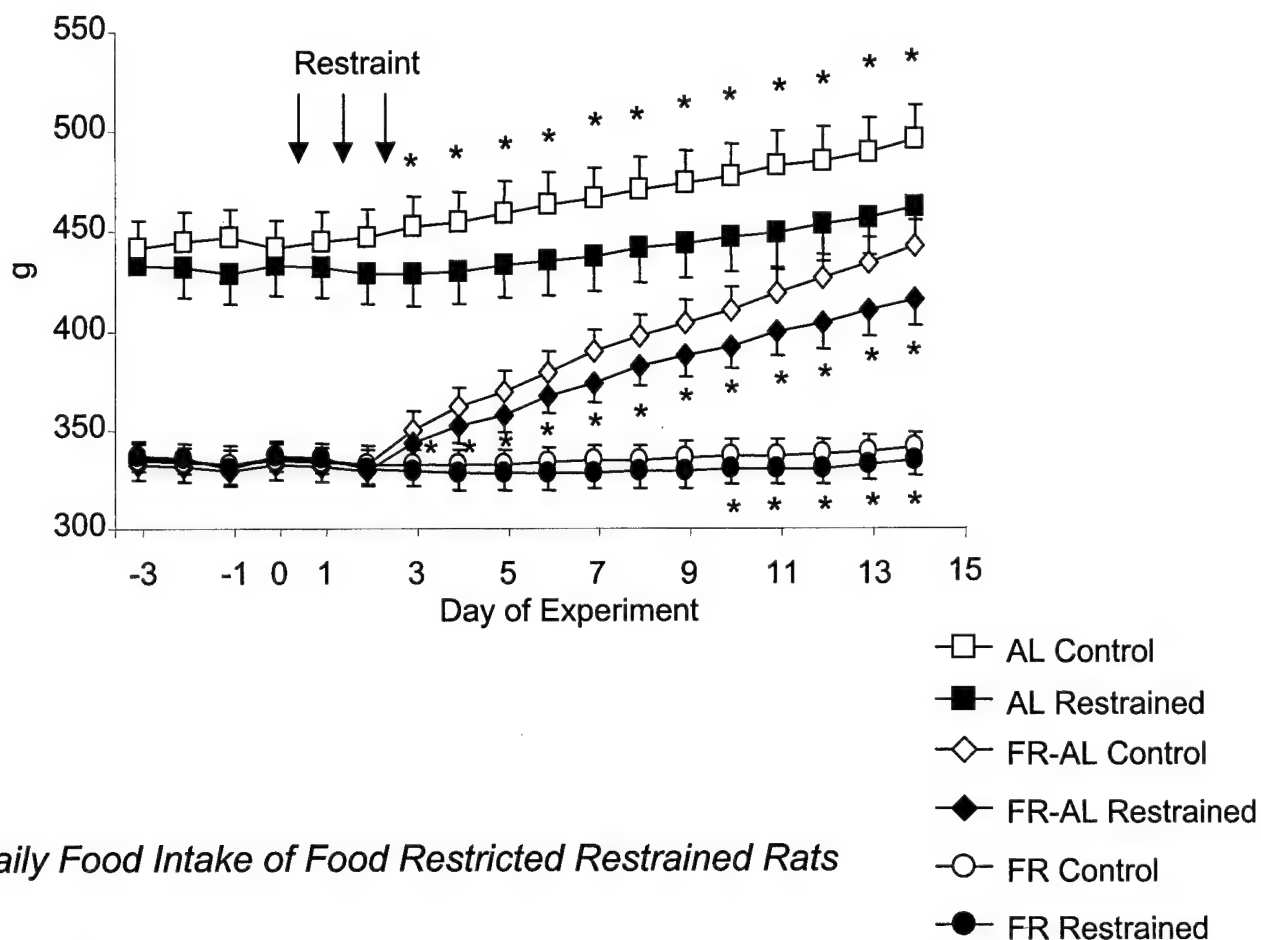 550
500
450
400
350
300
g
Restraint
* * * * * * * * * * * *
* * * * * * * * * * * *
* * * * *
-3 -1 0 1 3 5 7 9 11 13 15
Day of Experiment
AL Control
AL Restrained
FR-AL Control
FR-AL Restrained
FR Control
FR Restrained
aily Food Intake of Food Restricted Restrained Rats